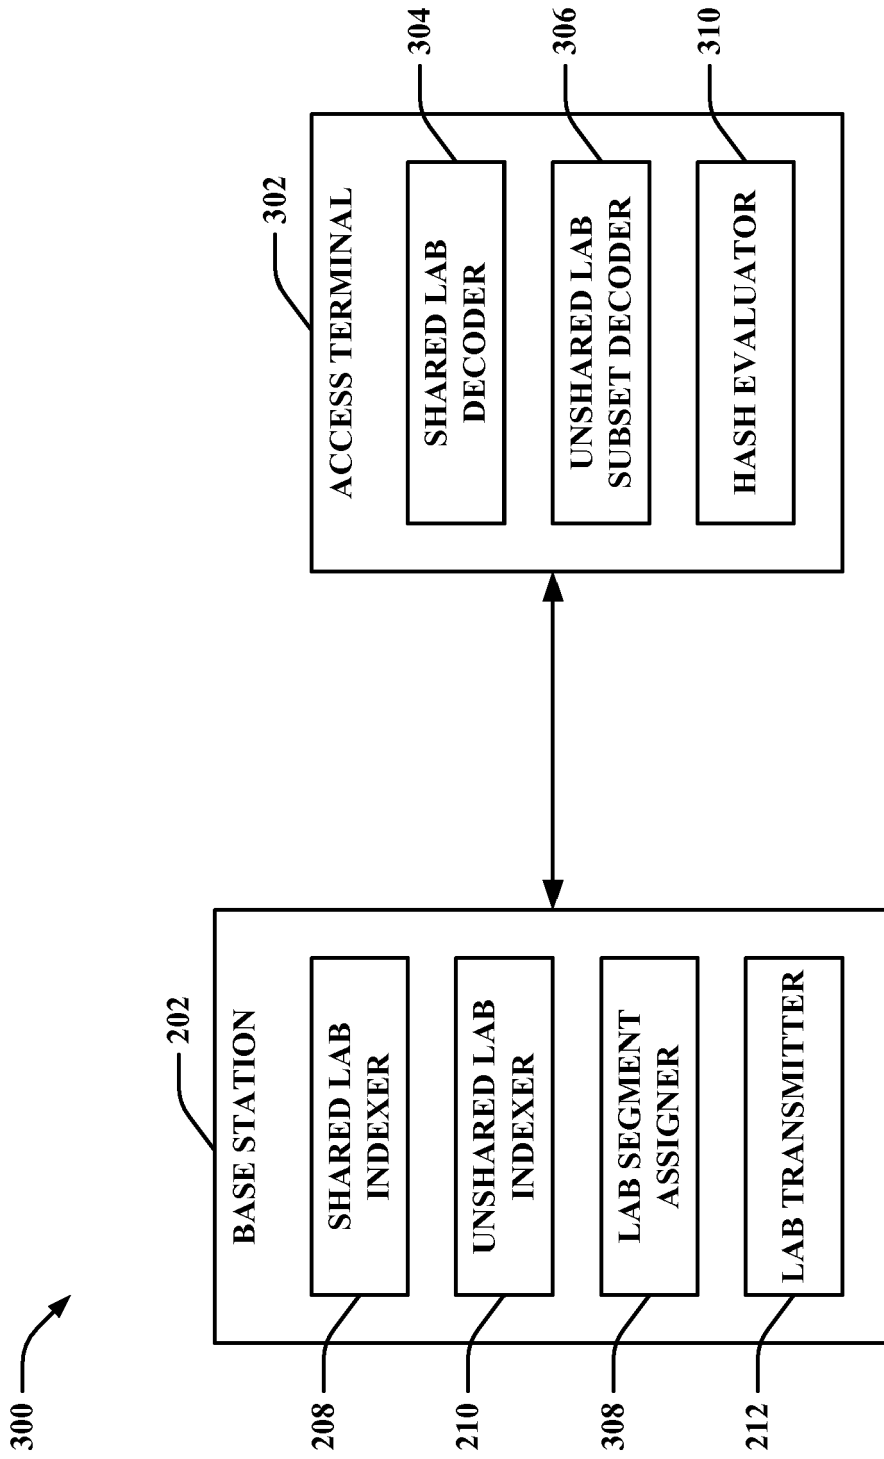 300
202
BASE STATION
208
SHARED LAB
INDEXER
210
UNSHARED LAB
INDEXER
308
LAB SEGMENT
ASSIGNER
212
LAB TRANSMITTER
302
ACCESS TERMINAL
304
SHARED LAB
DECODER
306
UNSHARED LAB
SUBSET DECODER
310
HASH EVALUATOR